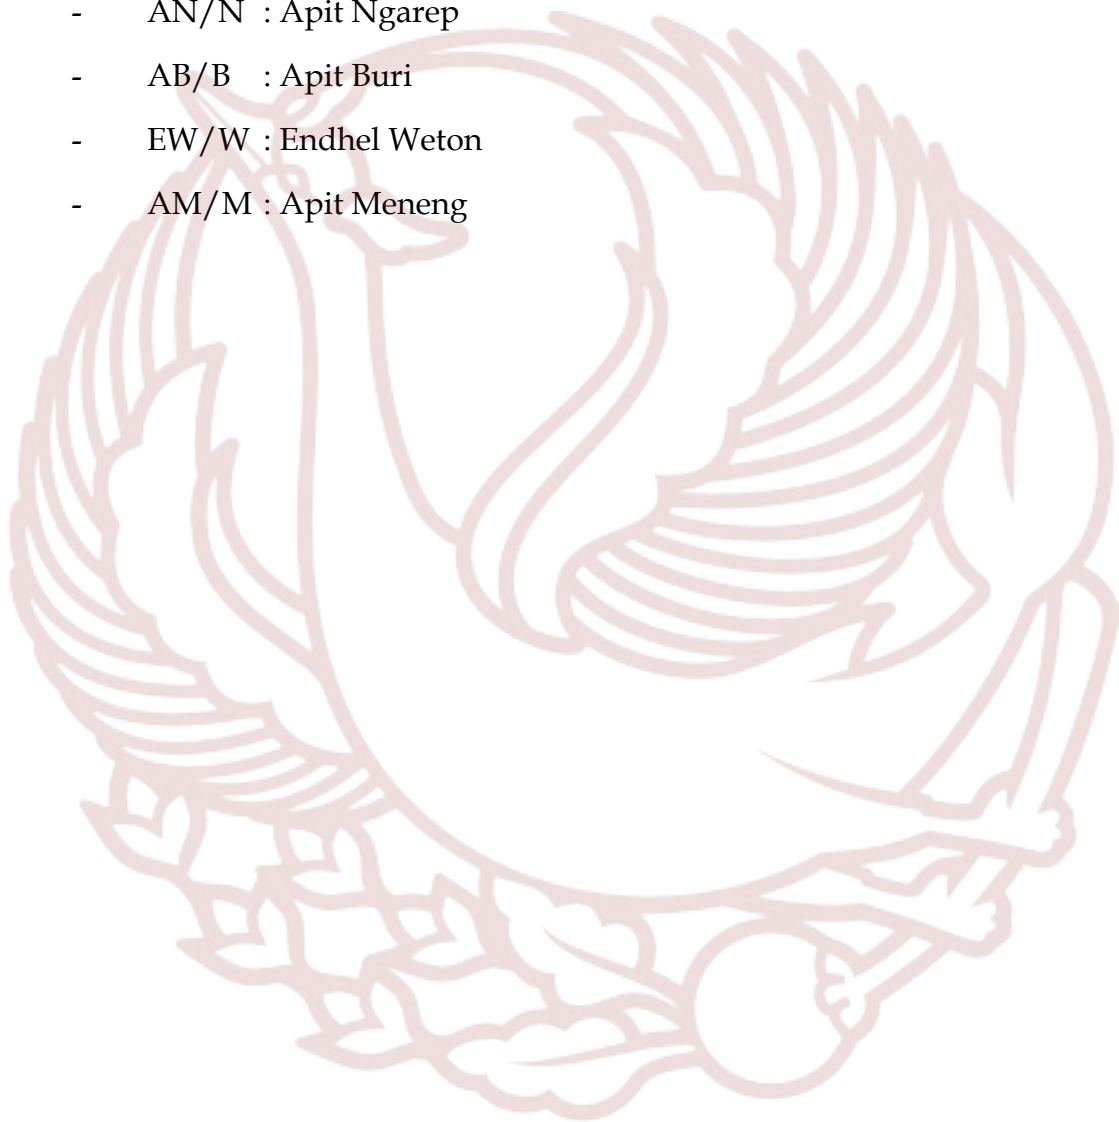 - AN/N : Apit Ngarep
- AB/B : Apit Buri
- EW/W : Endhel Weton
- AM/M : Apit Meneng